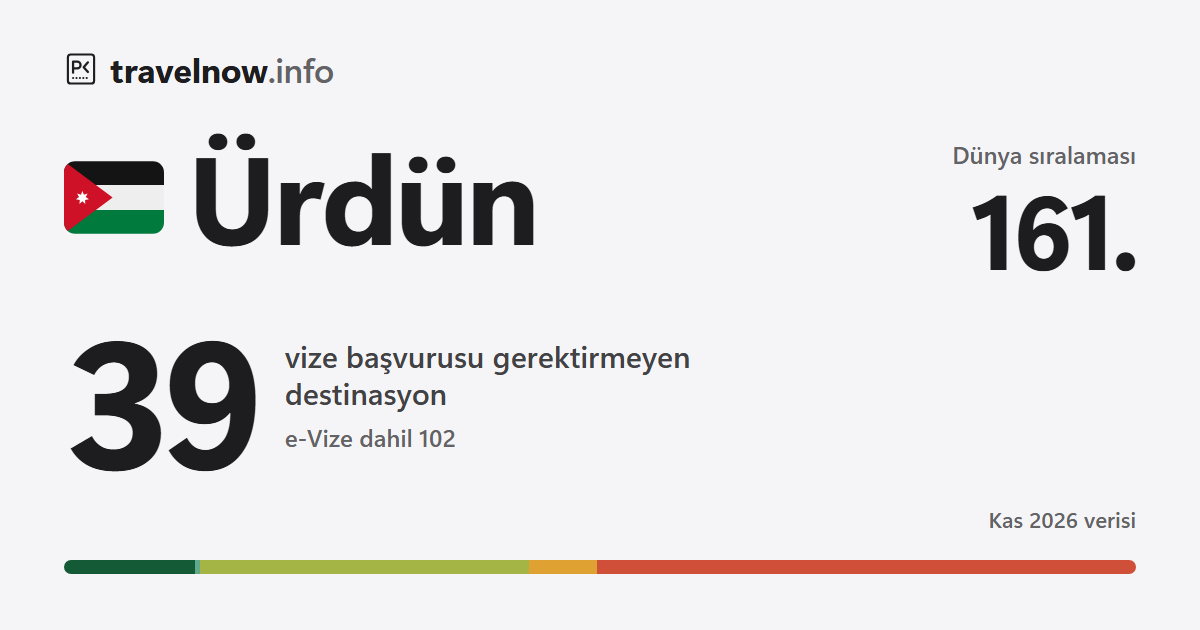 travelnow.info
Ürdün
Dünya sıralaması
161.
39
vize başvurusu gerektirmeyen
destinasyon
e-Vize dahil 102
Kas 2026 verisi